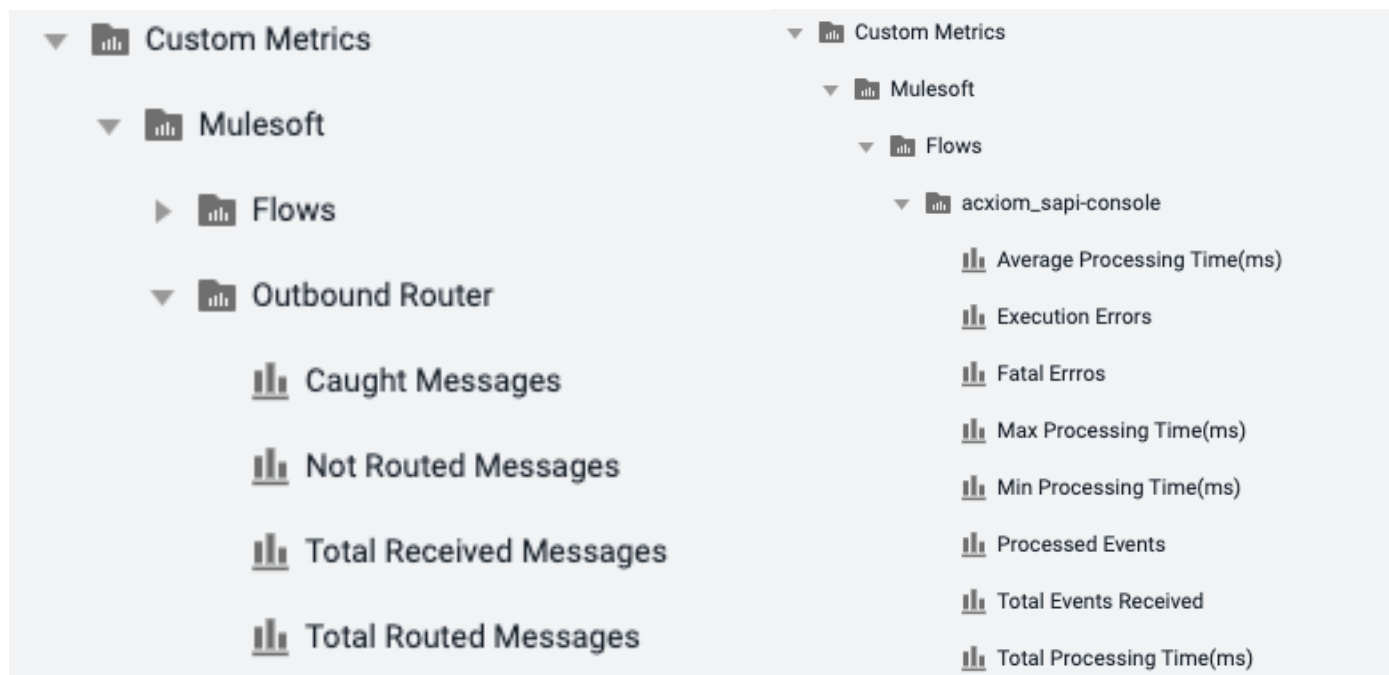 Custom Metrics
Mulesoft
Flows
Outbound Router
Caught Messages
Not Routed Messages
Total Received Messages
Total Routed Messages
Custom Metrics
Mulesoft
Flows
acxiom_sapi-console
Average Processing Time(ms)
Execution Errors
Fatal Errros
Max Processing Time(ms)
Min Processing Time(ms)
Processed Events
Total Events Received
Total Processing Time(ms)